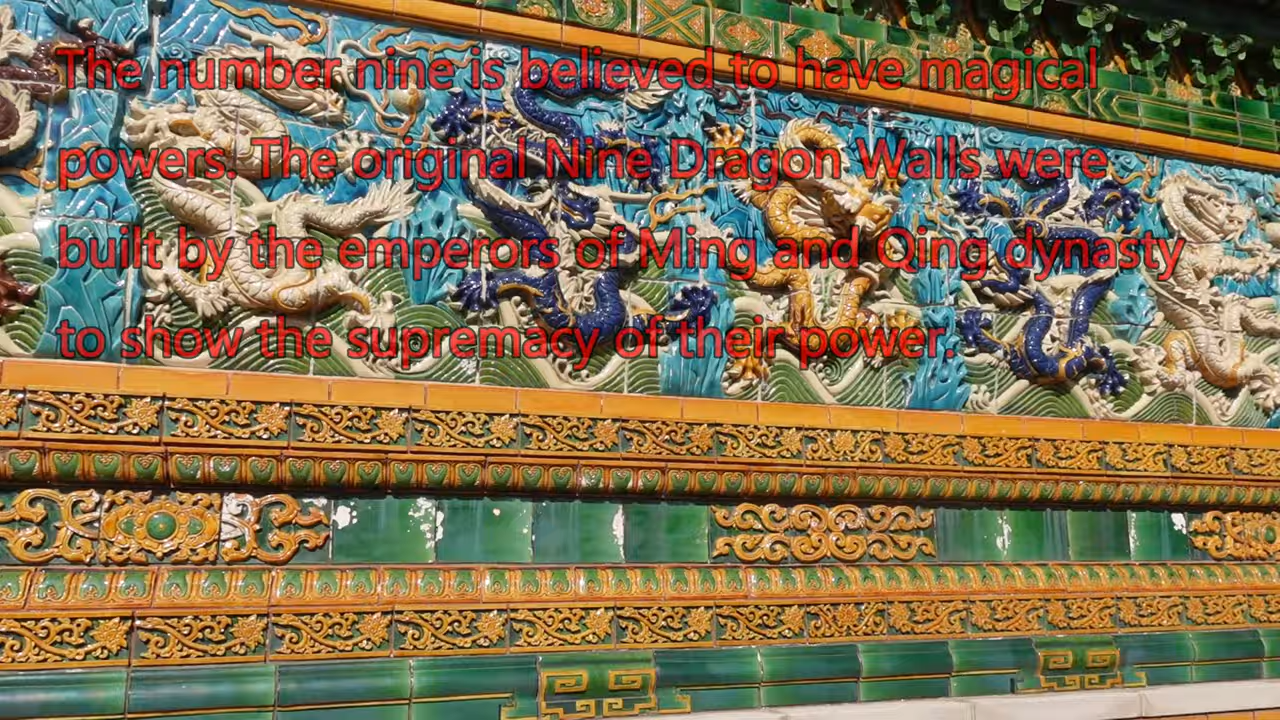 The number nine is believed to have magical
powers. The original Nine Dragon Walls were
built by the emperors of Ming and Qing dynasty
to show the supremacy of their power.